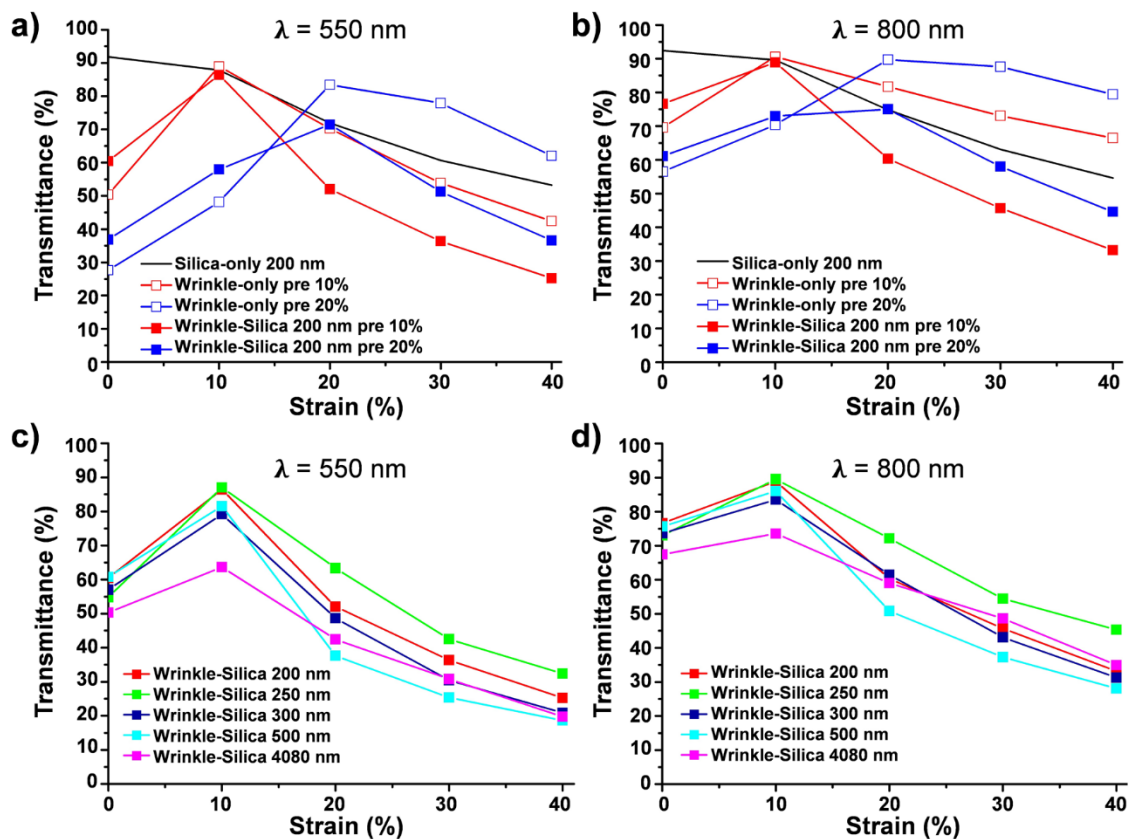 a)
λ = 550 nm
Transmittance (%)
100
90
80
70
60
50
40
30
20
10
0
Silica-only 200 nm
Wrinkle-only pre 10%
Wrinkle-only pre 20%
Wrinkle-Silica 200 nm pre 10%
Wrinkle-Silica 200 nm pre 20%
0 10 20 30 40
Strain (%)
b)
λ = 800 nm
Transmittance (%)
100
90
80
70
60
50
40
30
20
10
0
Silica-only 200 nm
Wrinkle-only pre 10%
Wrinkle-only pre 20%
Wrinkle-Silica 200 nm pre 10%
Wrinkle-Silica 200 nm pre 20%
0 10 20 30 40
Strain (%)
c)
λ = 550 nm
Transmittance (%)
100
90
80
70
60
50
40
30
20
10
0
Wrinkle-Silica 200 nm
Wrinkle-Silica 250 nm
Wrinkle-Silica 300 nm
Wrinkle-Silica 500 nm
Wrinkle-Silica 4080 nm
0 10 20 30 40
Strain (%)
d)
λ = 800 nm
Transmittance (%)
100
90
80
70
60
50
40
30
20
10
0
Wrinkle-Silica 200 nm
Wrinkle-Silica 250 nm
Wrinkle-Silica 300 nm
Wrinkle-Silica 500 nm
Wrinkle-Silica 4080 nm
0 10 20 30 40
Strain (%)